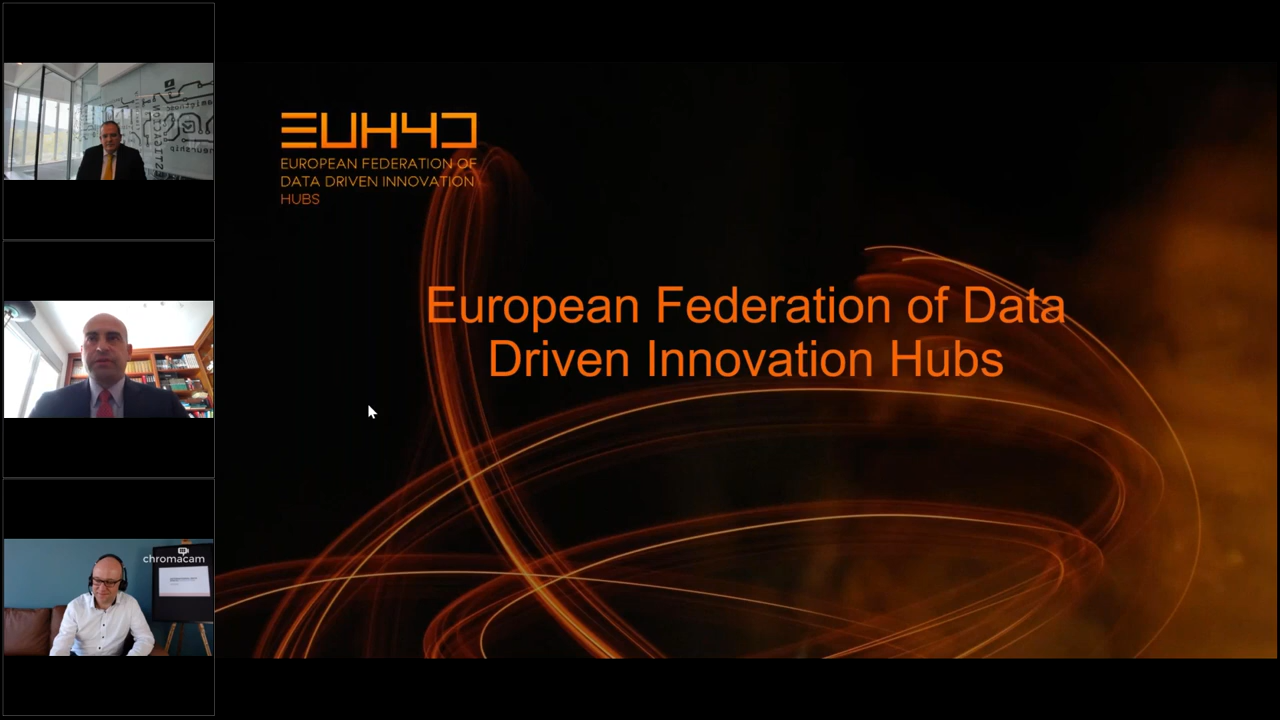 EUH4D
EUROPEAN FEDERATION OF
DATA DRIVEN INNOVATION
HUBS
European Federation of Data
Driven Innovation Hubs
chromacam